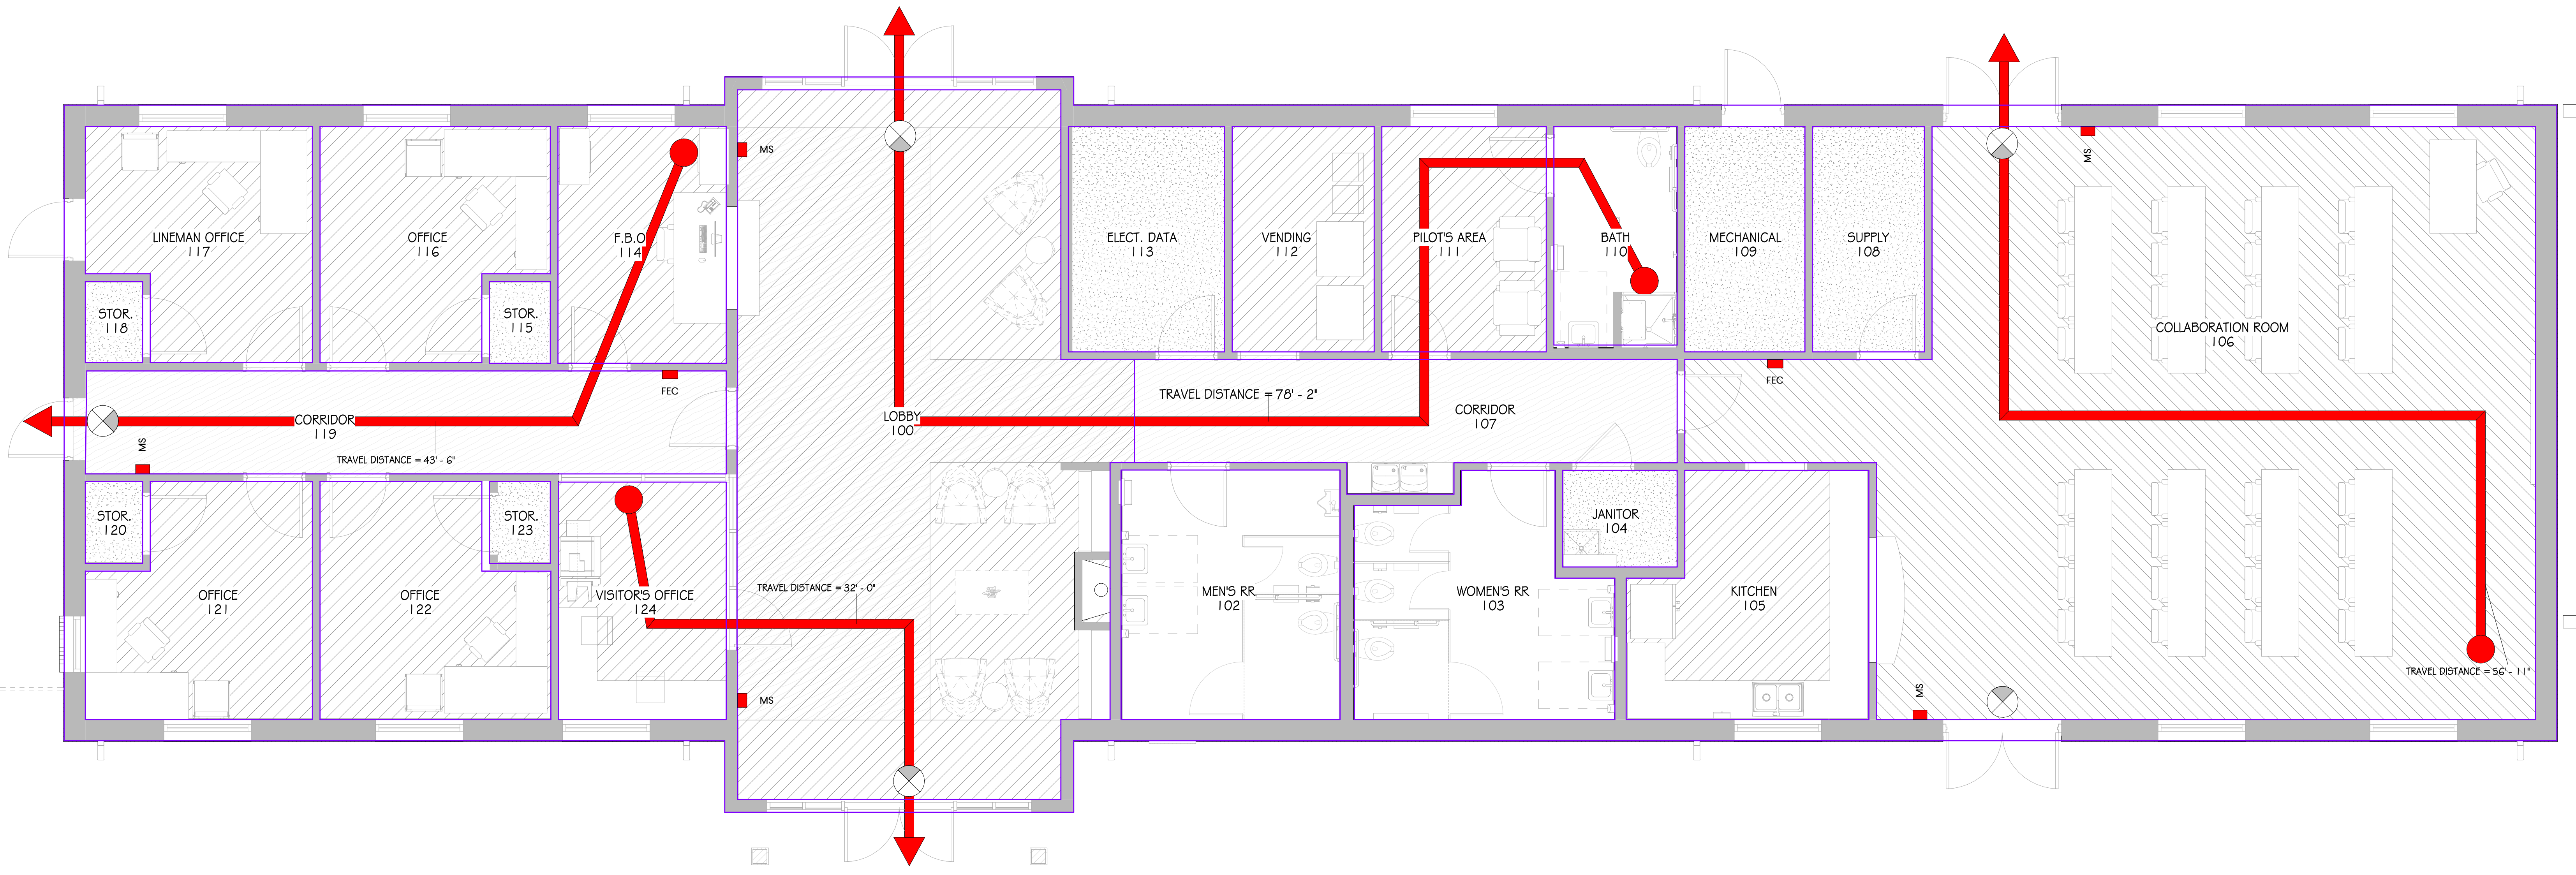 MS
MS
LINEMAN OFFICE
117
OFFICE
116
F.B.O
114
ELECT. DATA
113
VENDING
112
PILOT'S AREA
111
BATH
110
MECHANICAL
109
SUPPLY
108
STOR.
118
STOR.
115
COLLABORATION ROOM
106
FEC
FEC
TRAVEL DISTANCE = 78' - 2"
CORRIDOR
119
LOBBY
100
CORRIDOR
107
MS
TRAVEL DISTANCE = 43' - 6"
STOR.
120
STOR.
123
JANITOR
104
TRAVEL DISTANCE = 32' - 0"
OFFICE
121
OFFICE
122
VISITOR'S OFFICE
124
MEN'S RR
102
WOMEN'S RR
103
KITCHEN
105
TRAVEL DISTANCE = 56' - 11"
MS
MS